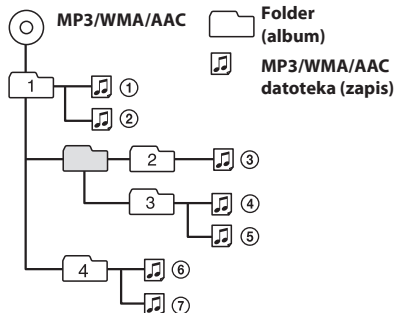 MP3/WMA/AAC
Folder
(album)
MP3/WMA/AAC
datoteka (zapis)
1
①
②
2
③
3
④
⑤
4
⑥
⑦